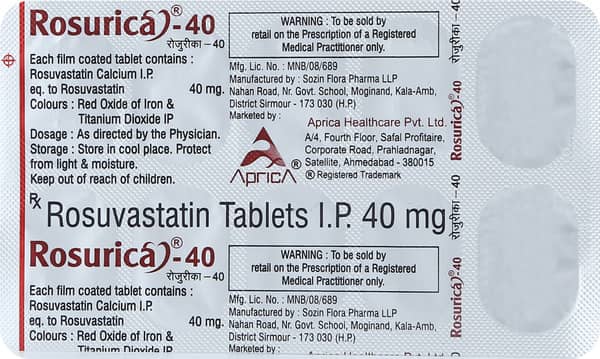 Rosurica®-40
रोजुरीका –40
Each film coated tablet contains :
Rosuvastatin Calcium I.P.
eq. to Rosuvastatin 40 mg.
Colours : Red Oxide of Iron &
Titanium Dioxide IP
Dosage : As directed by the Physician.
Storage : Store in cool place. Protect
from light & moisture.
Keep out of reach of children.
WARNING : To be sold by
retail on the Prescription of a Registered
Medical Practitioner only.
Mfg. Lic. No. : MNB/08/689
Manufactured by : Sozin Flora Pharma LLP
Nahan Road, Nr. Govt. School, Moginand, Kala-Amb,
District Sirmour - 173 030 (H.P.)
Marketed by :
Aprica Healthcare Pvt. Ltd.
A/4, Fourth Floor, Safal Profitaire,
Corporate Road, Prahladnagar,
Satellite, Ahmedabad - 380015
® Registered Trademark
APRICA ®
Rosurica®-40
रोजुरीका –40
Rx Rosuvastatin Tablets I.P. 40 mg
Rosurica®-40
रोजुरीका –40
Each film coated tablet contains :
Rosuvastatin Calcium I.P.
eq. to Rosuvastatin 40 mg.
Colours : Red Oxide of Iron &
Titanium Dioxide IP
WARNING : To be sold by
retail on the Prescription of a Registered
Medical Practitioner only.
Mfg. Lic. No. : MNB/08/689
Manufactured by : Sozin Flora Pharma LLP
Nahan Road, Nr. Govt. School, Moginand, Kala-Amb,
District Sirmour - 173 030 (H.P.)
Marketed by :
Aprica Healthcare Pvt. Ltd.
Rosurica®-40
रोजुरीका –40